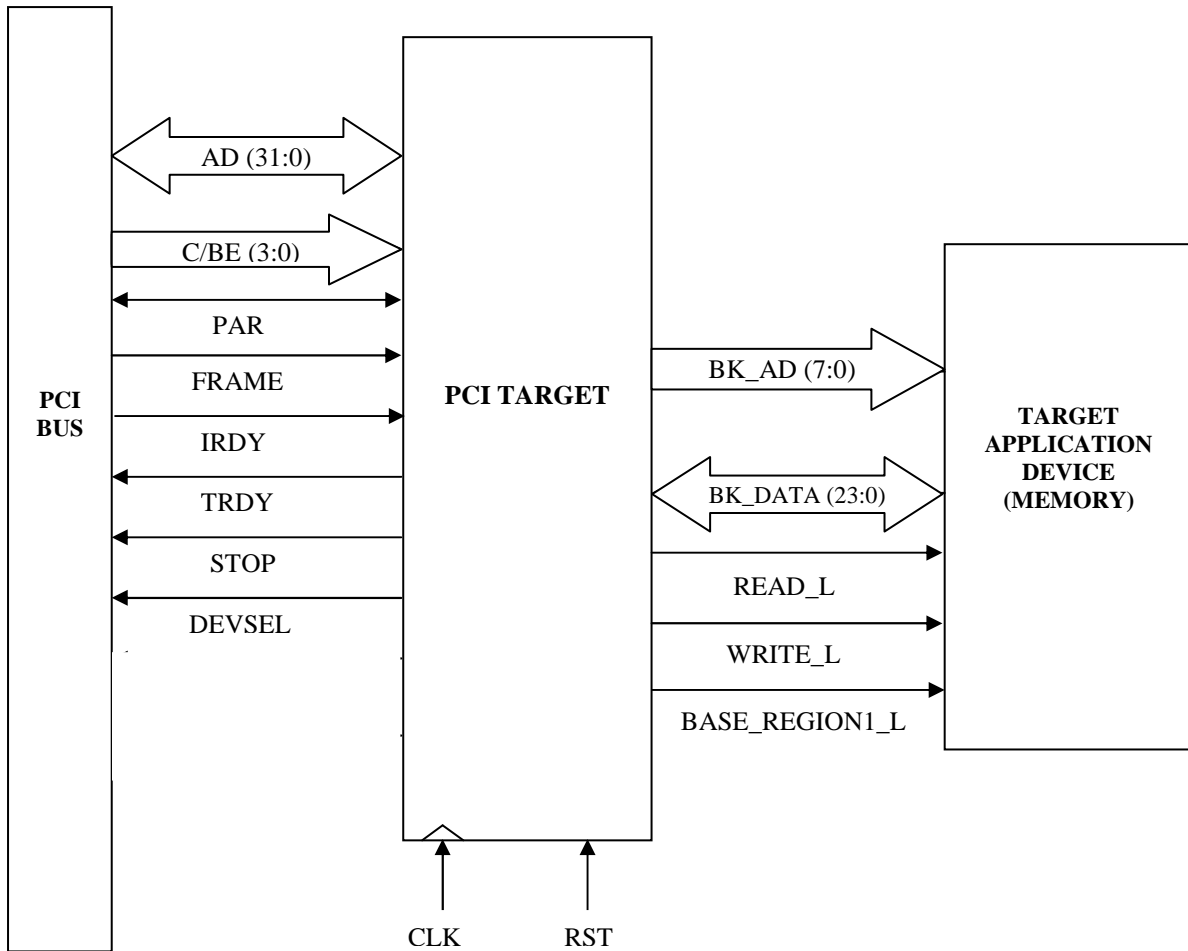 AD (31:0)
C/BE (3:0)
PAR
FRAME
IRDY
TRDY
STOP
DEVSEL
PCI
BUS
PCI TARGET
BK_AD (7:0)
BK_DATA (23:0)
READ_L
WRITE_L
BASE_REGION1_L
TARGET
APPLICATION
DEVICE
(MEMORY)
CLK
RST